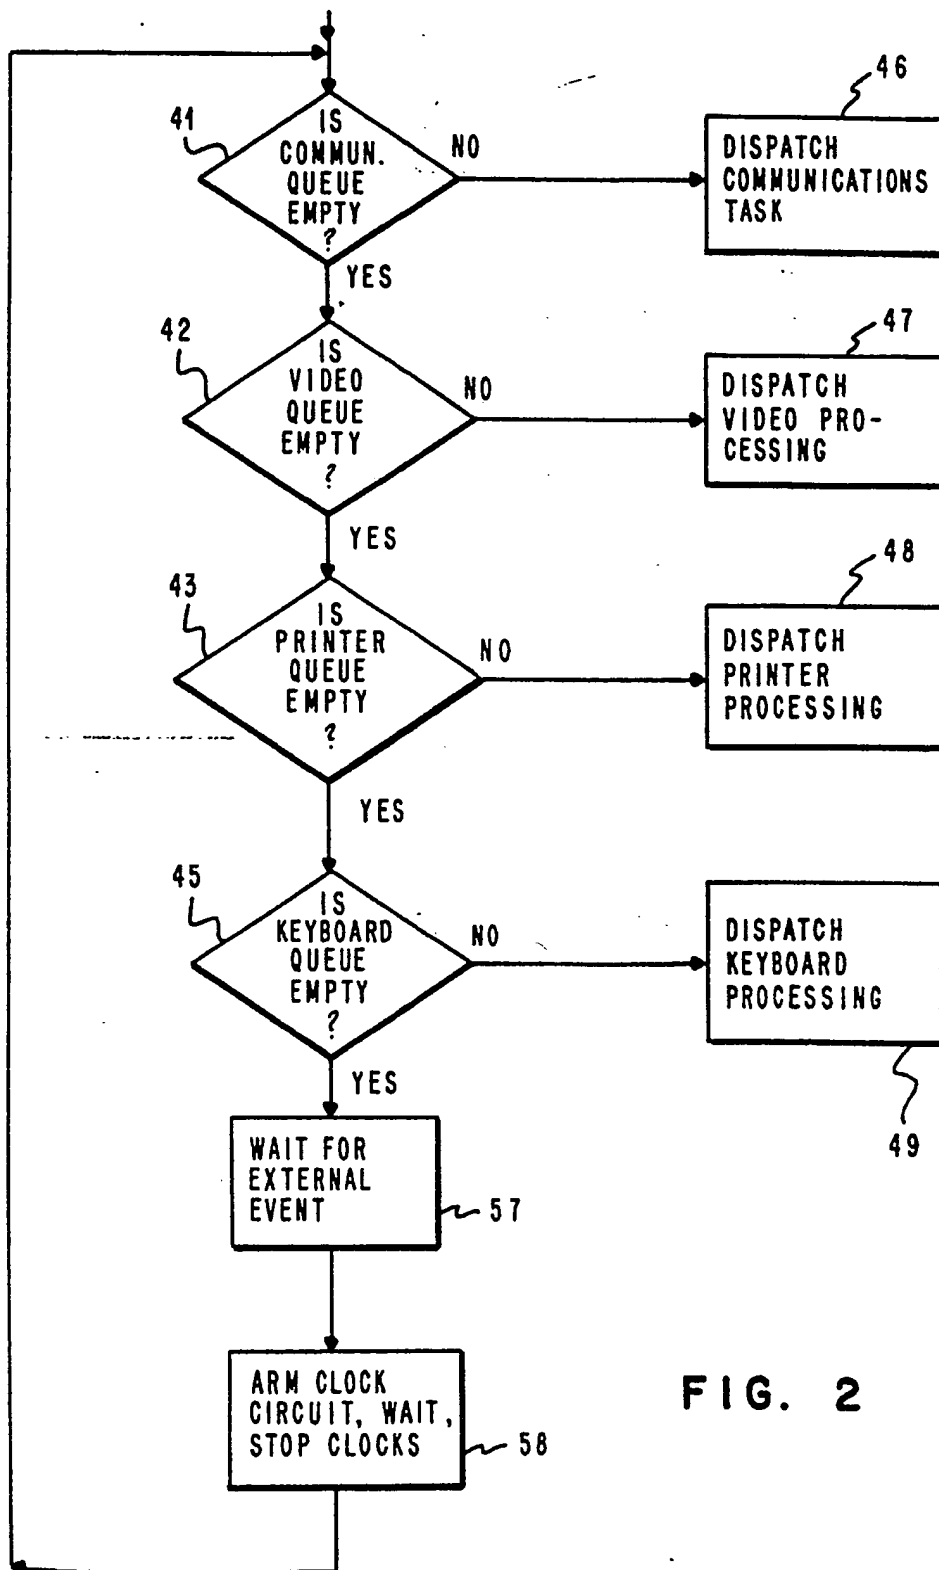 46
41
IS
COMMUN.
QUEUE
EMPTY
?
NO
DISPATCH
COMMUNICATIONS
TASK
YES
47
42
IS
VIDEO
QUEUE
EMPTY
?
NO
DISPATCH
VIDEO PRO-
CESSING
YES
48
43
IS
PRINTER
QUEUE
EMPTY
?
NO
DISPATCH
PRINTER
PROCESSING
YES
45
IS
KEYBOARD
QUEUE
EMPTY
?
NO
DISPATCH
KEYBOARD
PROCESSING
YES
49
WAIT FOR
EXTERNAL
EVENT
57
ARM CLOCK
CIRCUIT, WAIT,
STOP CLOCKS
58
FIG. 2